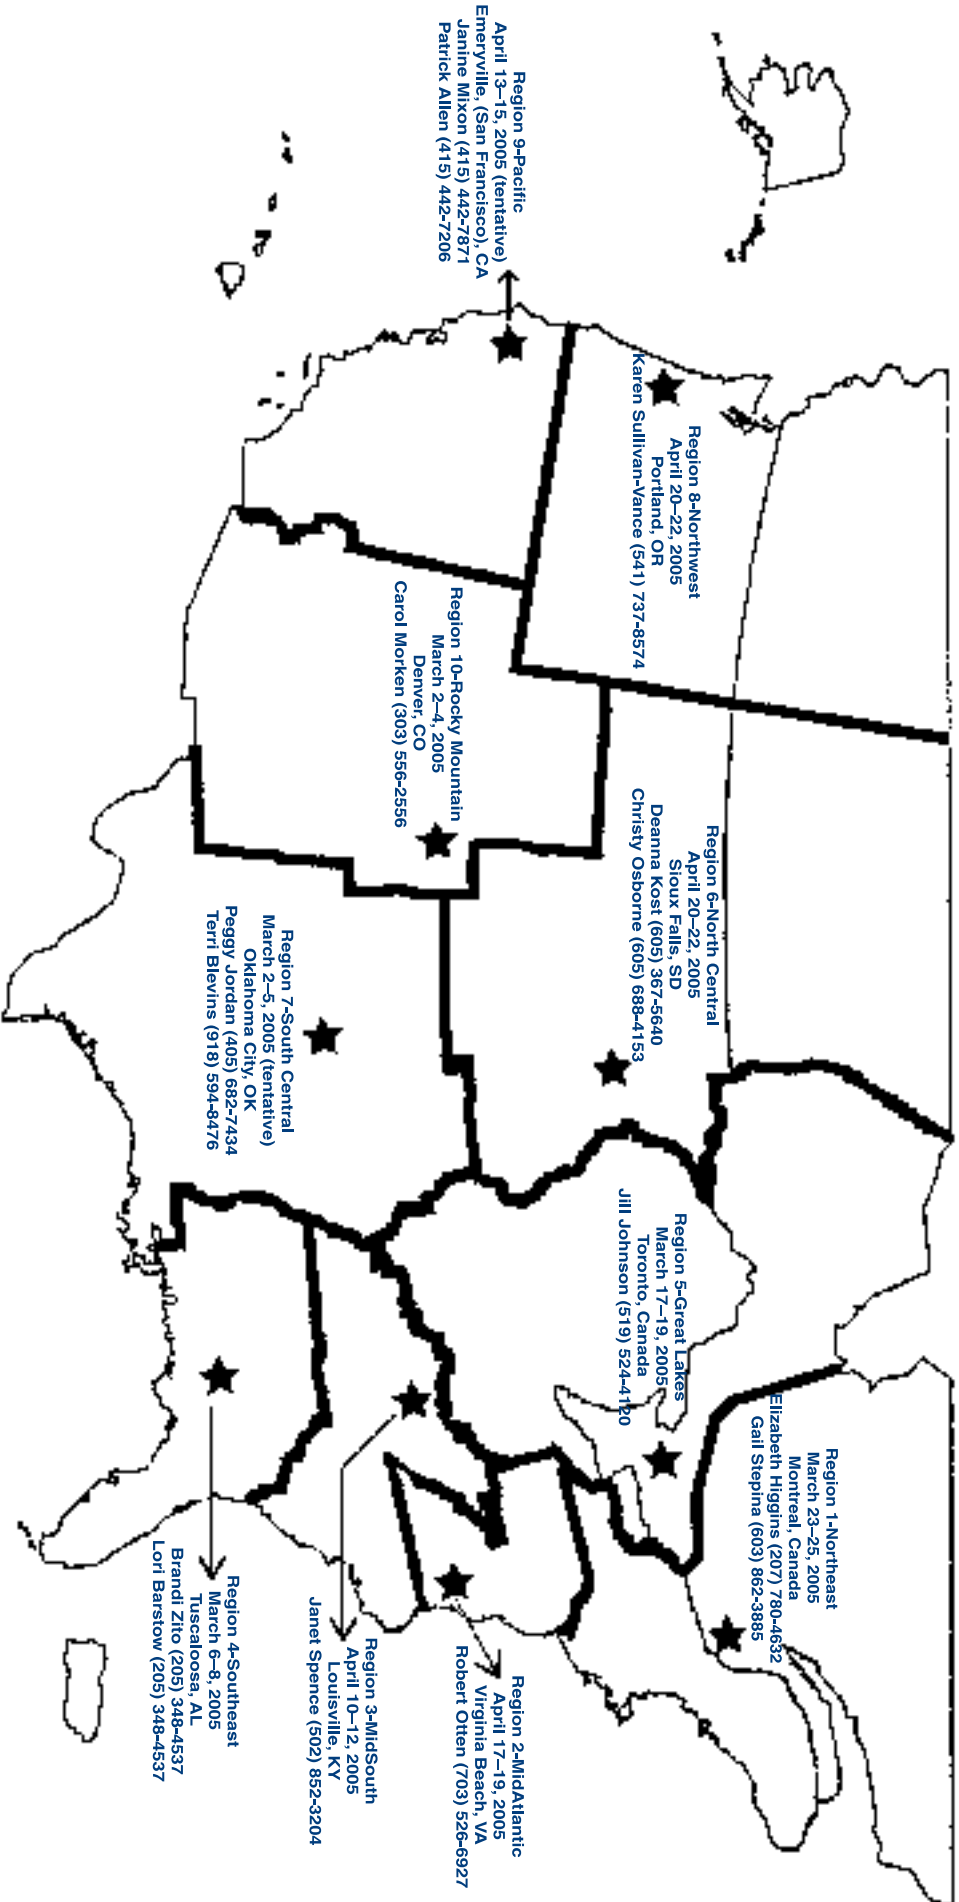 Region 9-Pacific
April 13–15, 2005 (tentative)
Emeryville, (San Francisco), CA
Janine Mixon (415) 442-7871
Patrick Allen (415) 442-7206
Region 8-Northwest
April 20–22, 2005
Portland, OR
Karen Sullivan-Vance (541) 737-8574
Region 10-Rocky Mountain
March 2–4, 2005
Denver, CO
Carol Morken (303) 556-2556
Region 6-North Central
April 20–22, 2005
Sioux Falls, SD
Deanna Kost (605) 367-5640
Christy Osborne (605) 688-4153
Region 7-South Central
March 2–5, 2005 (tentative)
Oklahoma City, OK
Peggy Jordan (405) 682-7434
Terri Blevins (918) 594-8476
Region 5-Great Lakes
March 17–19, 2005
Toronto, Canada
Jill Johnson (519) 524-4120
Region 1-Northeast
March 23–25, 2005
Montreal, Canada
Elizabeth Higgins (207) 780-4632
Gail Stepina (603) 862-3885
Region 2-MidAtlantic
April 17–19, 2005
Virginia Beach, VA
Robert Otten (703) 526-6927
Region 3-MidSouth
April 10–12, 2005
Louisville, KY
Janet Spence (502) 852-3204
Region 4-Southeast
March 6–8, 2005
Tuscaloosa, AL
Brandi Zito (205) 348-4537
Lori Barstow (205) 348-4537